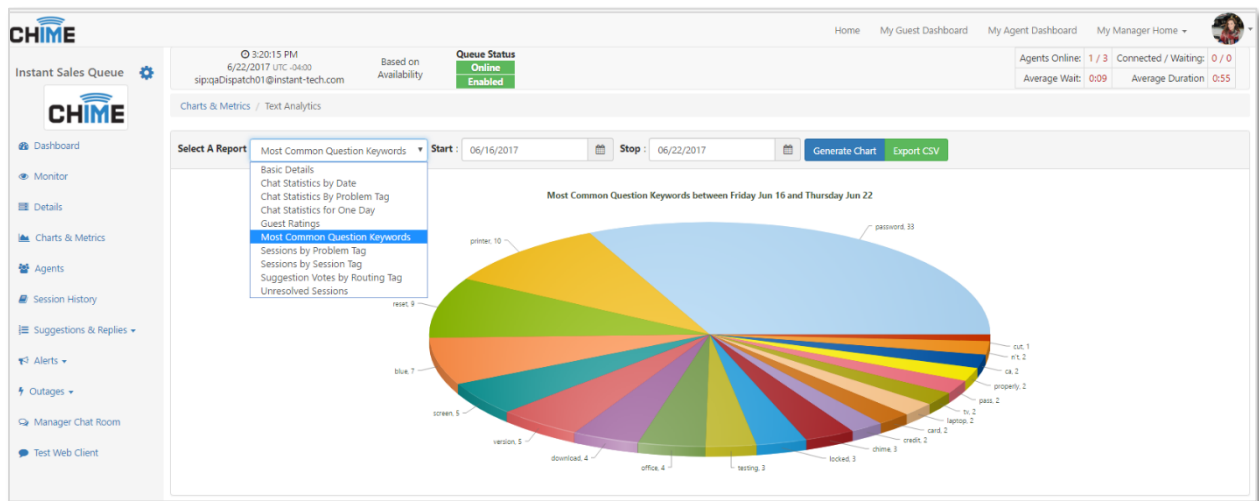 CHIME
Home My Guest Dashboard My Agent Dashboard My Manager Home
Instant Sales Queue
CHIME
Dashboard
Monitor
Details
Charts & Metrics
Agents
Session History
Suggestions & Replies
Alerts
Outages
Manager Chat Room
Test Web Client
3:20:15 PM
6/22/2017 UTC -04:00
sip:qaDispatch01@instant-tech.com
Based on
Availability
Queue Status
Online
Enabled
Agents Online: 1 / 3 Connected / Waiting: 0 / 0
Average Wait: 0:09 Average Duration 0:55
Charts & Metrics / Text Analytics
Select A Report Most Common Question Keywords Start : 06/16/2017 Stop : 06/22/2017 Generate Chart Export CSV
Basic Details
Chat Statistics by Date
Chat Statistics By Problem Tag
Chat Statistics for One Day
Guest Ratings
Most Common Question Keywords
Sessions by Problem Tag
Sessions by Session Tag
Suggestion Votes by Routing Tag
Unresolved Sessions
Most Common Question Keywords between Friday Jun 16 and Thursday Jun 22
password, 33
printer, 10
reset, 9
blue, 7
screen, 5
version, 5
download, 4
office, 4
testing, 3
locked, 3
chime, 3
credit, 2
card, 2
laptop, 2
tv, 2
pass, 2
properly, 2
ca, 2
n't, 2
cut, 1